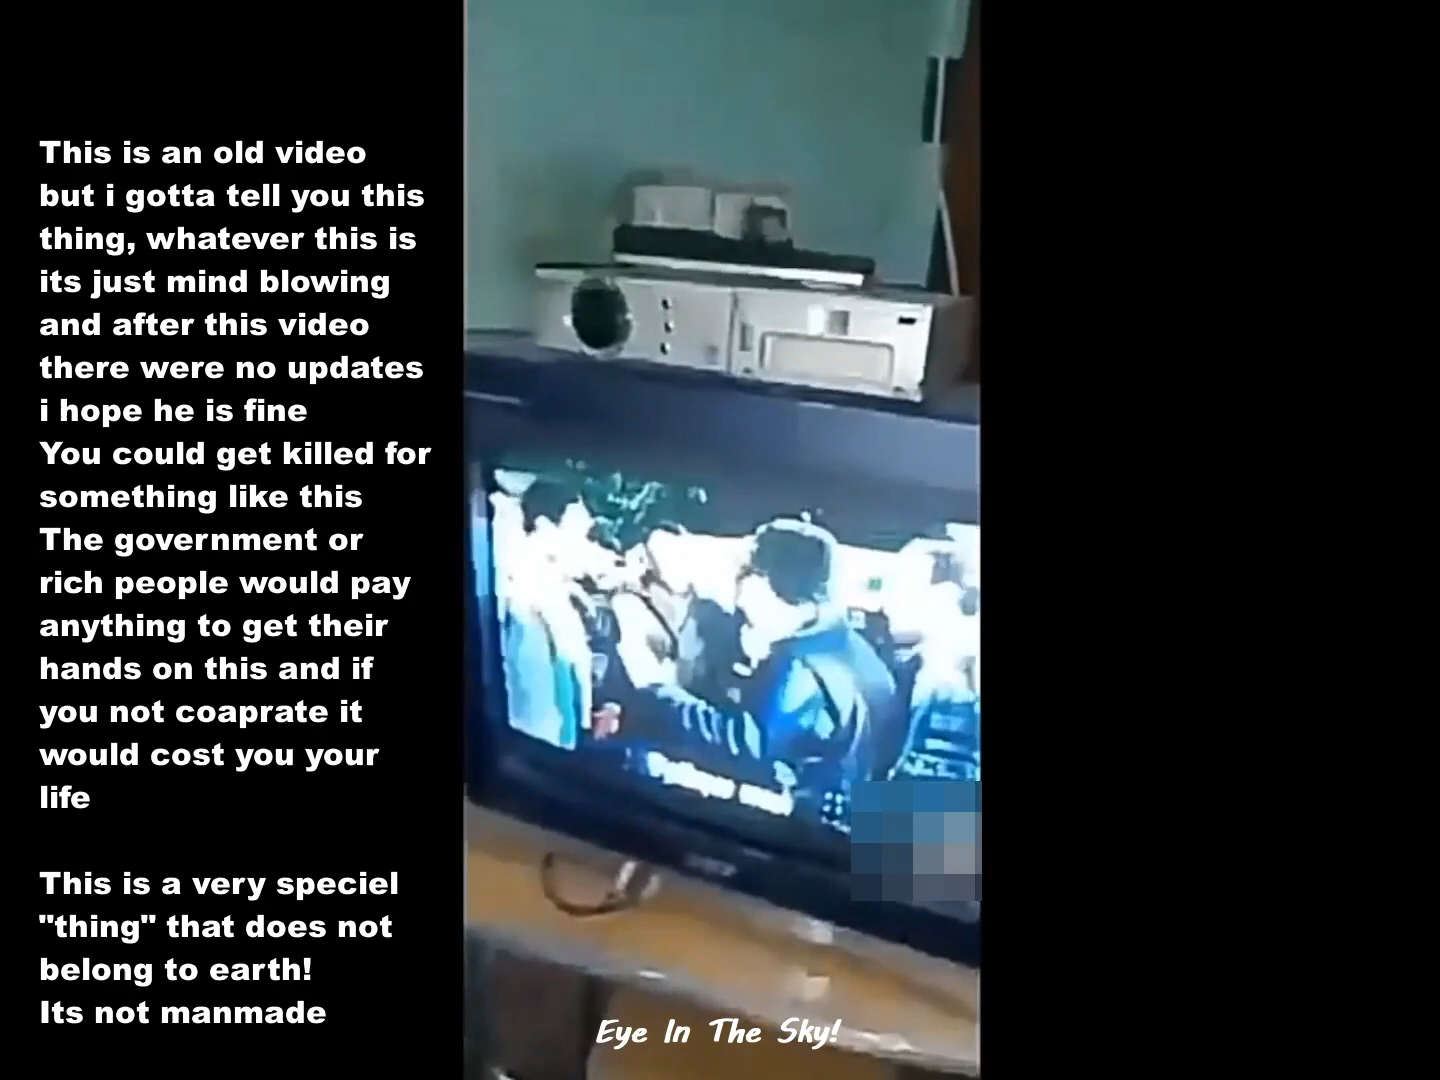 This is an old video
but i gotta tell you this
thing, whatever this is
its just mind blowing
and after this video
there were no updates
i hope he is fine
You could get killed for
something like this
The government or
rich people would pay
anything to get their
hands on this and if
you not coaprate it
would cost you your
life
This is a very speciel
"thing" that does not
belong to earth!
Its not manmade
Eye In The Sky!